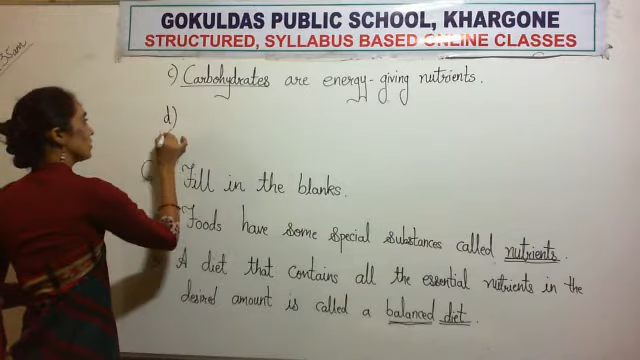 GOKULDAS PUBLIC SCHOOL, KHARGONE
STRUCTURED, SYLLABUS BASED ONLINE CLASSES
c) Carbohydrates are energy-giving nutrients.
d)
Fill in the blanks.
Foods have some special substances called nutrients.
A diet that contains all the essential nutrients in the
desired amount is called a balanced diet.